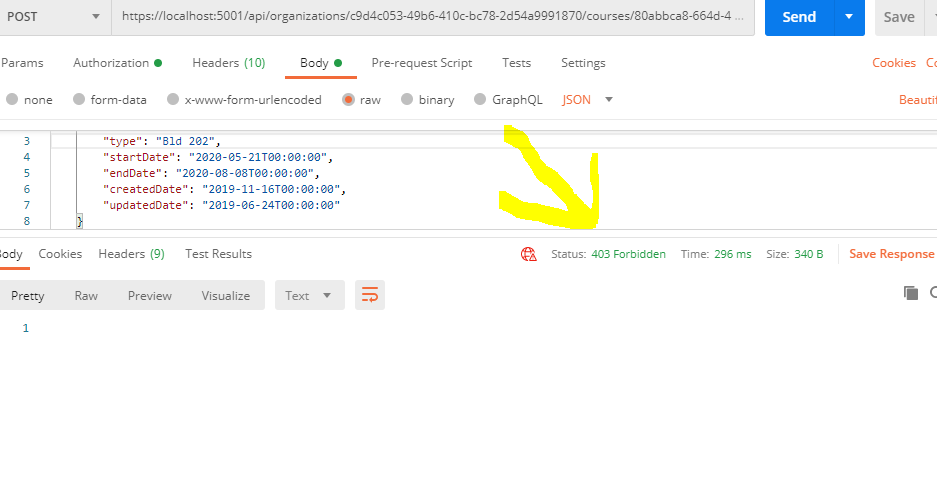 POST https://localhost:5001/api/organizations/c9d4c053-49b6-410c-bc78-2d54a9991870/courses/80abbca8-664d-4 ... Send Save
Params Authorization Headers (10) Body Pre-request Script Tests Settings Cookies Co
none form-data x-www-form-urlencoded raw binary GraphQL JSON Beautif
3 "type": "Bld 202",
4 "startDate": "2020-05-21T00:00:00",
5 "endDate": "2020-08-08T00:00:00",
6 "createdDate": "2019-11-16T00:00:00",
7 "updatedDate": "2019-06-24T00:00:00"
8 }
Body Cookies Headers (9) Test Results Status: 403 Forbidden Time: 296 ms Size: 340 B Save Response
Pretty Raw Preview Visualize Text
1